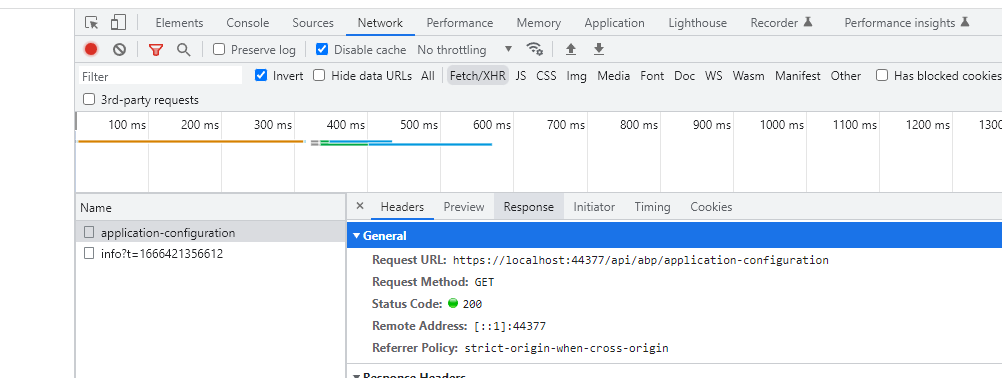 Elements Console Sources Network Performance Memory Application Lighthouse Recorder Performance insights
Preserve log Disable cache No throttling
Filter Invert Hide data URLs All Fetch/XHR JS CSS Img Media Font Doc WS Wasm Manifest Other Has blocked cookies
3rd-party requests
100 ms 200 ms 300 ms 400 ms 500 ms 600 ms 700 ms 800 ms 900 ms 1000 ms 1100 ms 1200 ms 1300
Name
application-configuration
info?t=1666421356612
× Headers Preview Response Initiator Timing Cookies
General
Request URL: https://localhost:44377/api/abp/application-configuration
Request Method: GET
Status Code: 200
Remote Address: [::1]:44377
Referrer Policy: strict-origin-when-cross-origin
Response Headers